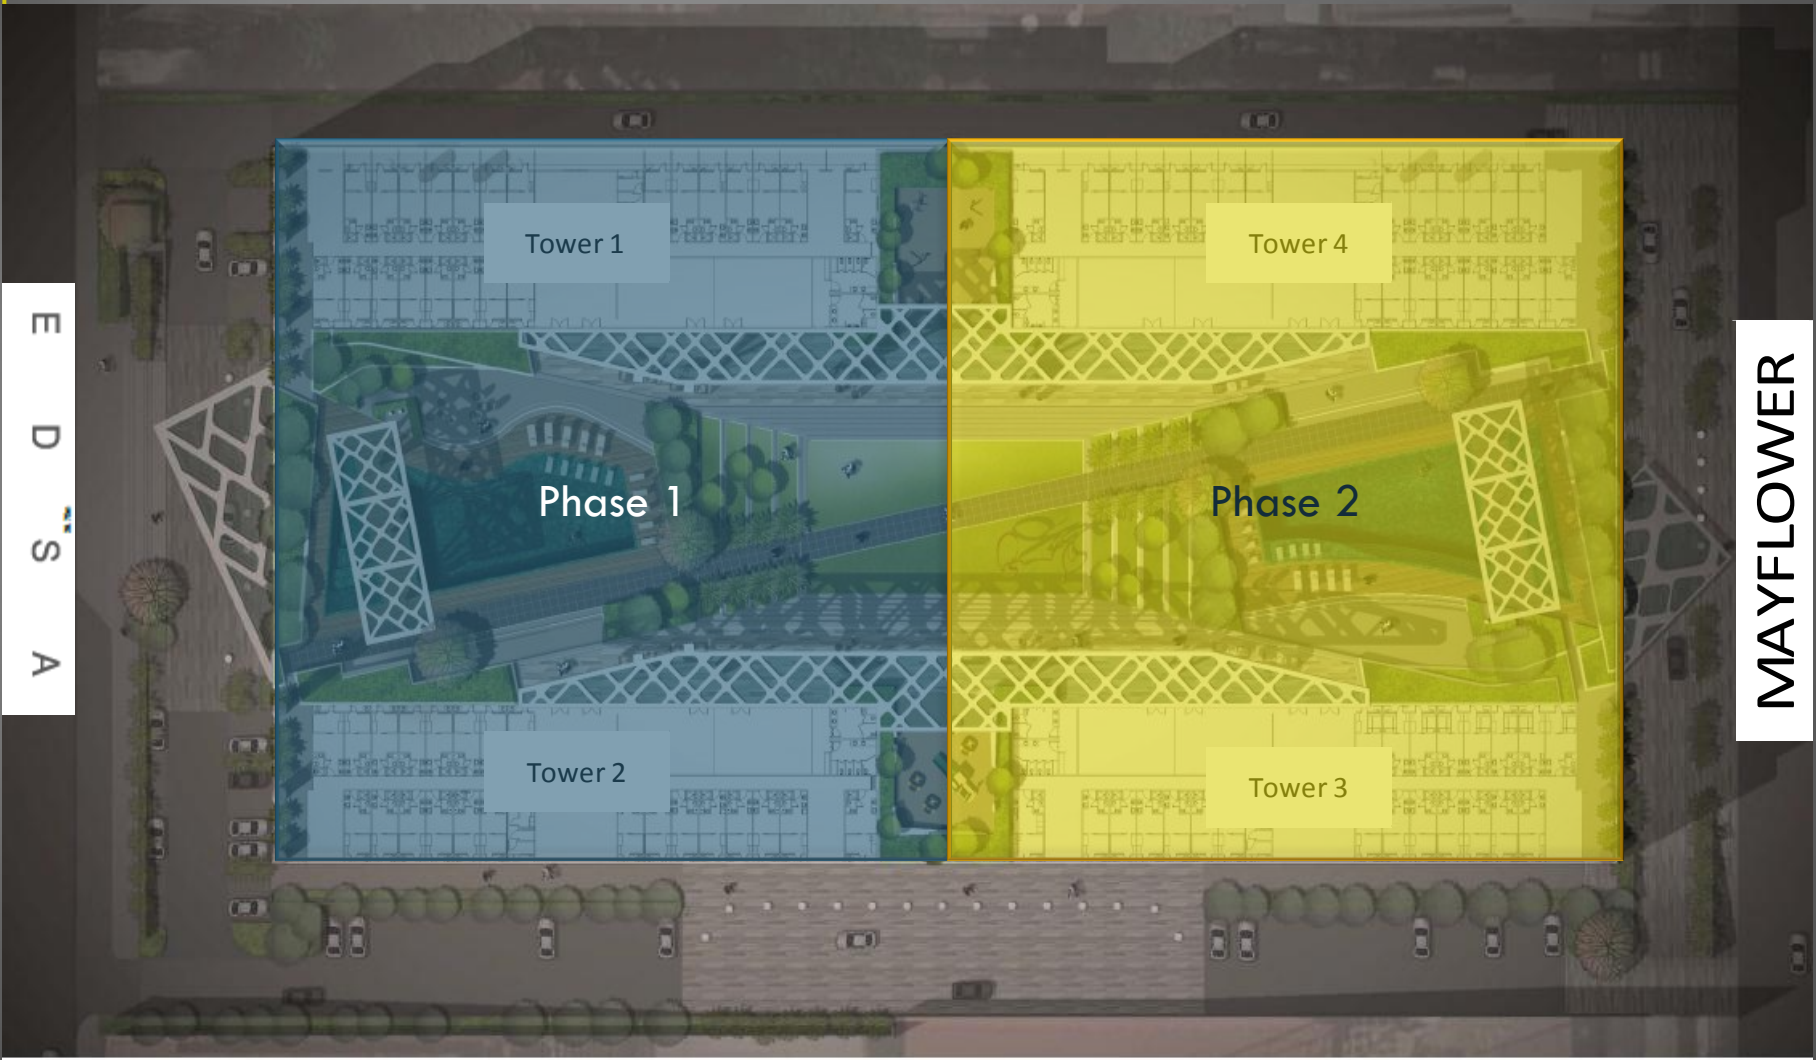 Tower 1
Tower 4
EDSA
Phase 1
Phase 2
MAYFLOWER
Tower 2
Tower 3